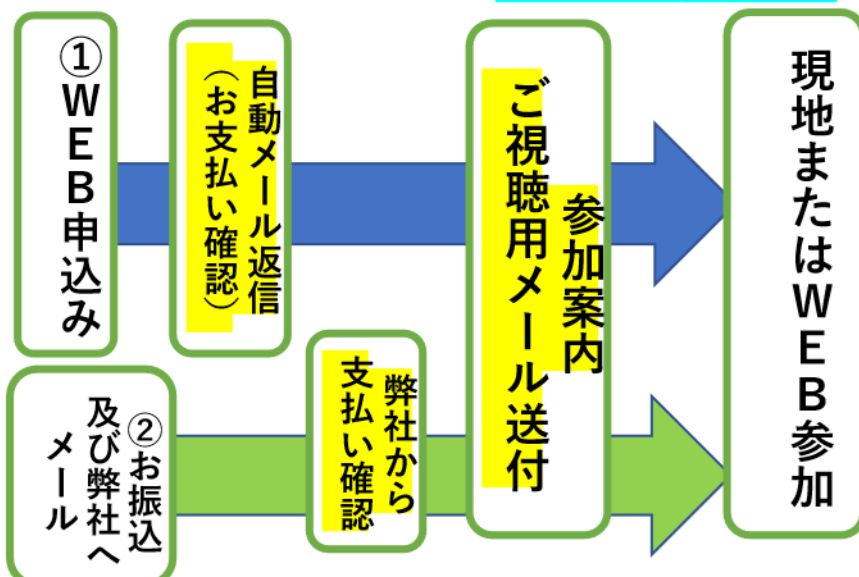 ①WEB申込み
自動メール返信
（お支払い確認）
②お振込
及び弊社へ
メール
弊社から
支払い確認
参加案内
ご視聴用メール送付
現地またはWEB参加